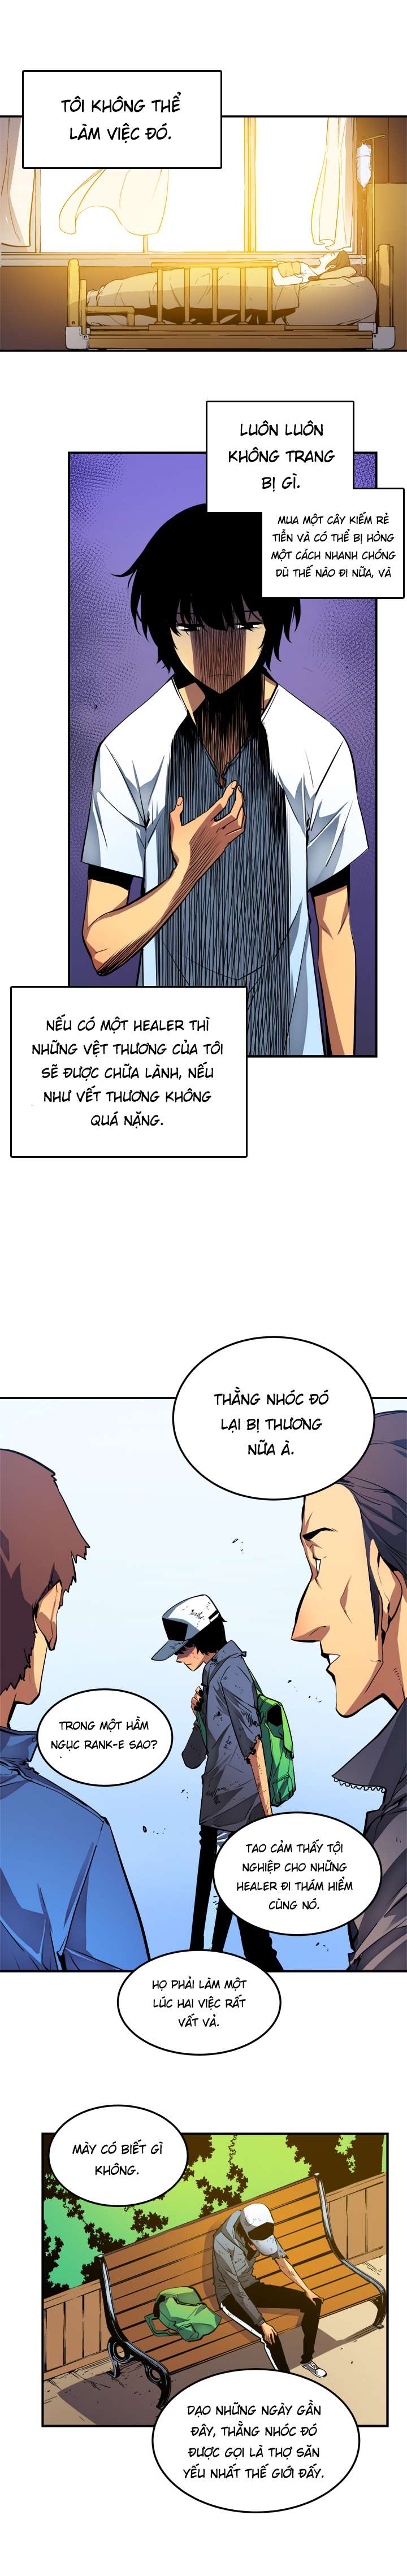 TÔI KHÔNG THỂ
LÀM VIỆC ĐÓ.
LUÔN LUÔN
KHÔNG TRANG
BỊ GÌ.
MUA MỘT CÂY KIẾM RẺ
TIỀN VÀ CÓ THỂ BỊ HỎNG
MỘT CÁCH NHANH CHÓNG
DÙ THẾ NÀO ĐI NỮA, VÀ
NẾU CÓ MỘT HEALER THÌ
NHỮNG VỆT THƯƠNG CỦA TÔI
SẼ ĐƯỢC CHỮA LÀNH, NẾU
NHƯ VẾT THƯƠNG KHÔNG
QUÁ NẶNG.
THẰNG NHÓC ĐÓ
LẠI BỊ THƯƠNG
NỮA À.
TRONG MỘT HẦM
NGỤC RANK-E SAO?
TAO CẢM THẤY TỘI
NGHIỆP CHO NHỮNG
HEALER ĐI THÁM HIỂM
CÙNG NÓ.
HỌ PHẢI LÀM MỘT
LÚC HAI VIỆC RẤT
VẤT VẢ.
MÀY CÓ BIẾT GÌ
KHÔNG.
DẠO NHỮNG NGÀY GẦN
ĐÂY, THẰNG NHÓC ĐÓ
ĐƯỢC GỌI LÀ THỢ SĂN
YẾU NHẤT THẾ GIỚI ĐẤY.